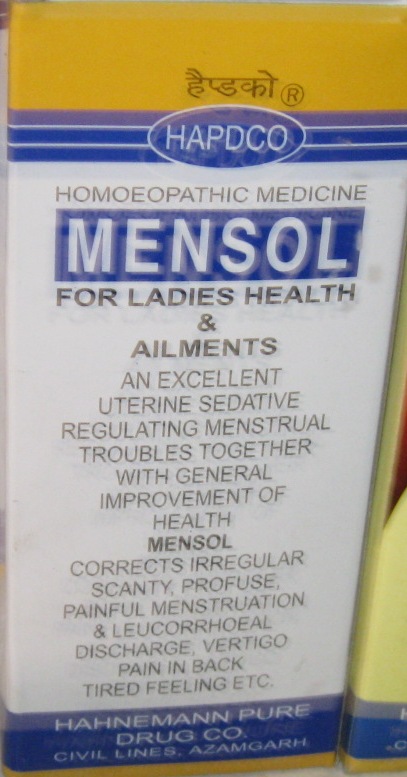 हैप्डको ®
HAPDCO
HOMOEOPATHIC MEDICINE
MENSOL
FOR LADIES HEALTH
&
AILMENTS
AN EXCELLENT
UTERINE SEDATIVE
REGULATING MENSTRUAL
TROUBLES TOGETHER
WITH GENERAL
IMPROVEMENT OF
HEALTH
MENSOL
CORRECTS IRREGULAR
SCANTY, PROFUSE,
PAINFUL MENSTRUATION
& LEUCORRHOEAL
DISCHARGE, VERTIGO
PAIN IN BACK
TIRED FEELING ETC.
HAHNEMANN PURE
DRUG CO.
CIVIL LINES, AZAMGARH